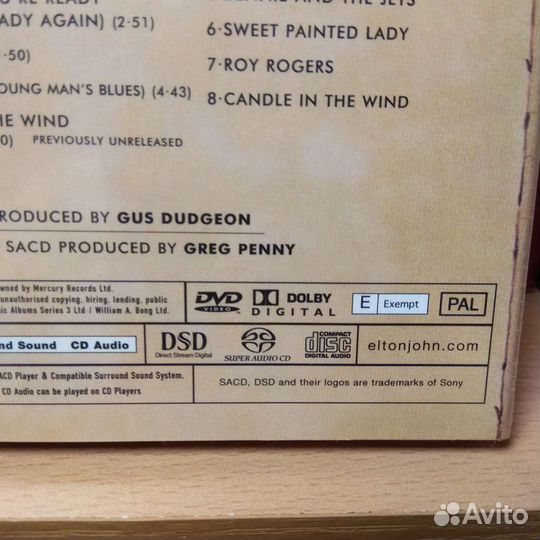 U'RE READY
ADY AGAIN) (2·51)
·50)
OUNG MAN'S BLUES) (4·43)
HE WIND
0) PREVIOUSLY UNRELEASED
AND THE JETS
6·SWEET PAINTED LADY
7·ROY ROGERS
8·CANDLE IN THE WIND
RODUCED BY GUS DUDGEON
SACD PRODUCED BY GREG PENNY
wned by Mercury Records Ltd.
unauthorised copying, hiring, lending, public
ic Albums Series 3 Ltd / William A. Bong Ltd.
DVD VIDEO
DOLBY DIGITAL
E Exempt
PAL
nd Sound CD Audio
DSD Direct Stream Digital
SUPER AUDIO CD
COMPACT disc DIGITAL AUDIO
eltonjohn.com
ACD Player & Compatible Surround Sound System.
CD Audio can be played on CD Players
SACD, DSD and their logos are trademarks of Sony
Avito